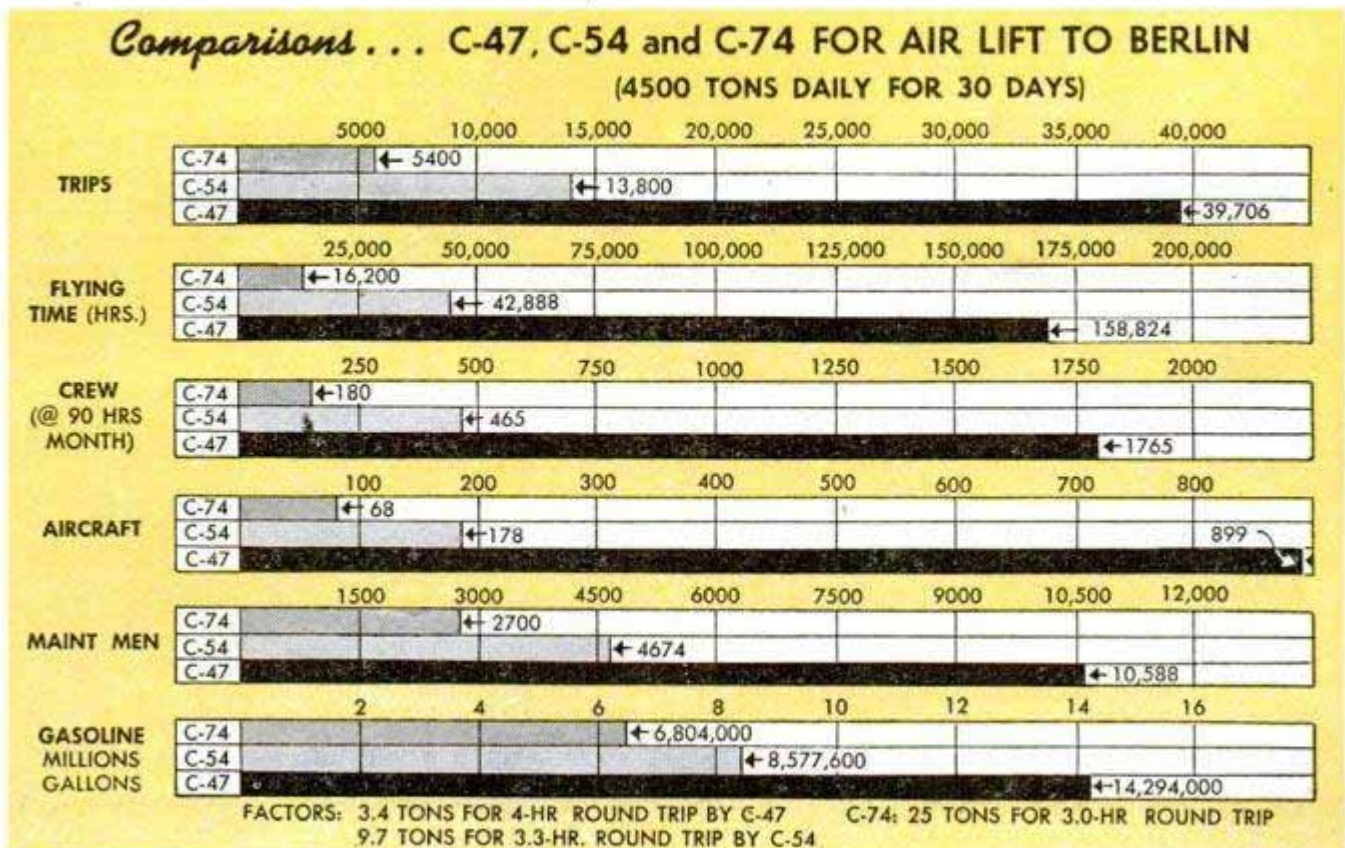 Comparisons... C-47, C-54 and C-74 FOR AIR LIFT TO BERLIN
(4500 TONS DAILY FOR 30 DAYS)
5000 10,000 15,000 20,000 25,000 30,000 35,000 40,000
TRIPS
C-74 5400
C-54 13,800
C-47 39,706
25,000 50,000 75,000 100,000 125,000 150,000 175,000 200,000
FLYING
TIME (HRS.)
C-74 16,200
C-54 42,888
C-47 158,824
250 500 750 1000 1250 1500 1750 2000
CREW
(@ 90 HRS
MONTH)
C-74 180
C-54 465
C-47 1765
100 200 300 400 500 600 700 800
AIRCRAFT
C-74 68
C-54 178
C-47 899
1500 3000 4500 6000 7500 9000 10,500 12,000
MAINT MEN
C-74 2700
C-54 4674
C-47 10,588
2 4 6 8 10 12 14 16
GASOLINE
MILLIONS
GALLONS
C-74 6,804,000
C-54 8,577,600
C-47 14,294,000
FACTORS: 3.4 TONS FOR 4-HR ROUND TRIP BY C-47 C-74: 25 TONS FOR 3.0-HR ROUND TRIP
9.7 TONS FOR 3.3-HR. ROUND TRIP BY C-54